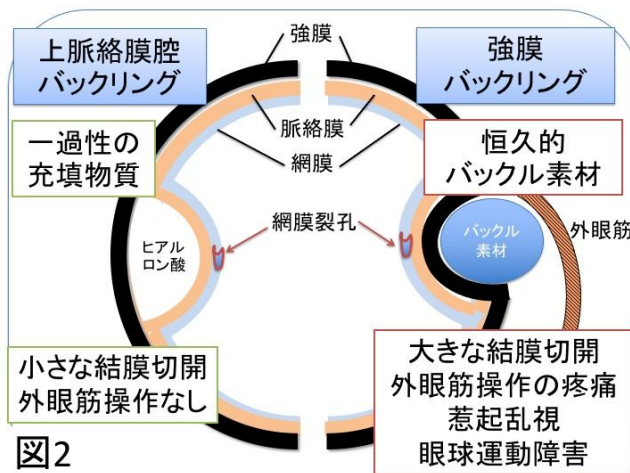 上脈絡膜腔
バックリング
強膜
強膜
バックリング
一過性の
充填物質
脈絡膜
網膜
恒久的
バックル素材
ヒアル
ロン酸
網膜裂孔
バックル
素材
外眼筋
小さな結膜切開
外眼筋操作なし
大きな結膜切開
外眼筋操作の疼痛
惹起乱視
眼球運動障害
図2